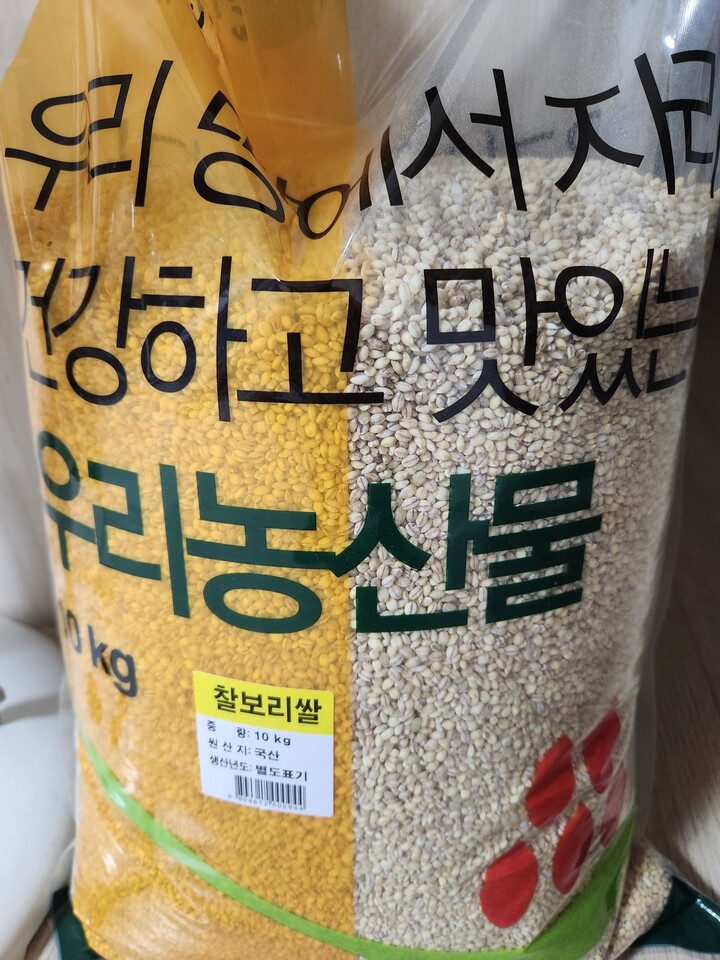 우리 땅에서 자란
건강하고 맛있는
우리농산물
10 kg
찰보리쌀
중 량: 10 kg
원 산 지: 국산
생산년도: 별도표기